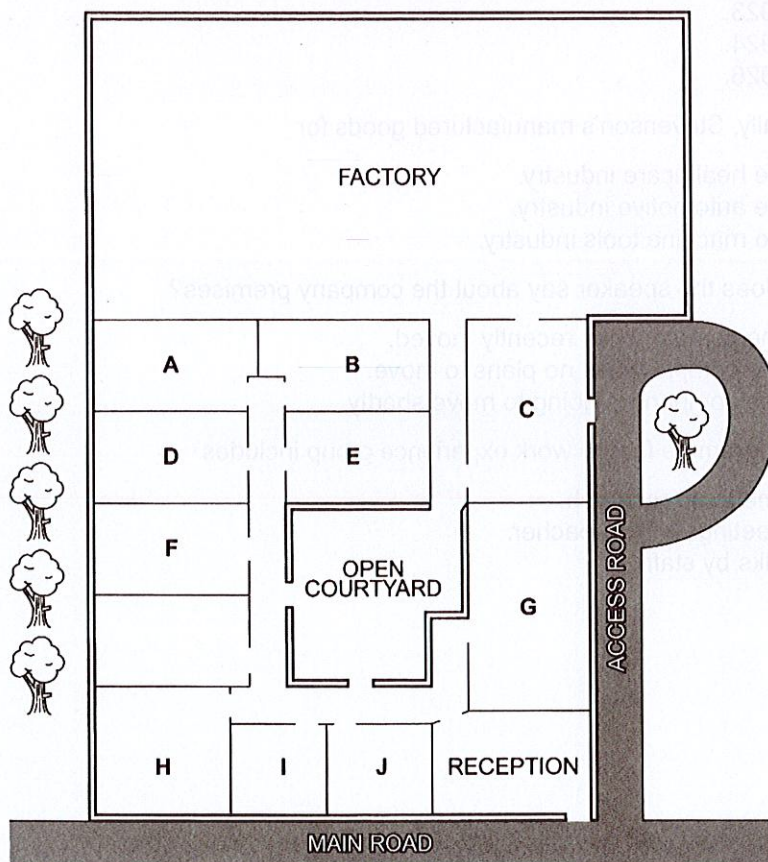 FACTORY
A
B
C
D
E
F
OPEN
COURTYARD
G
ACCESS ROAD
H
I
J
RECEPTION
MAIN ROAD